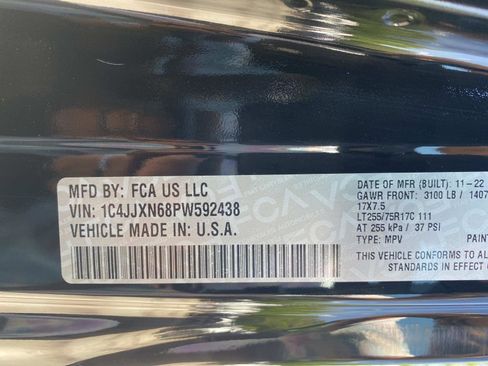 MFD BY: FCA US LLC
DATE OF MFR (BUILT): 11-22
VIN: 1C4JJXN68PW592438
GAWR FRONT: 3100 LB / 1407
17X7.5
VEHICLE MADE IN: U.S.A.
LT255/75R17C 111
AT 255 kPa / 37 PSI
TYPE: MPV
THIS VEHICLE CONFORMS TO AL
STANDARDS IN EFFECT